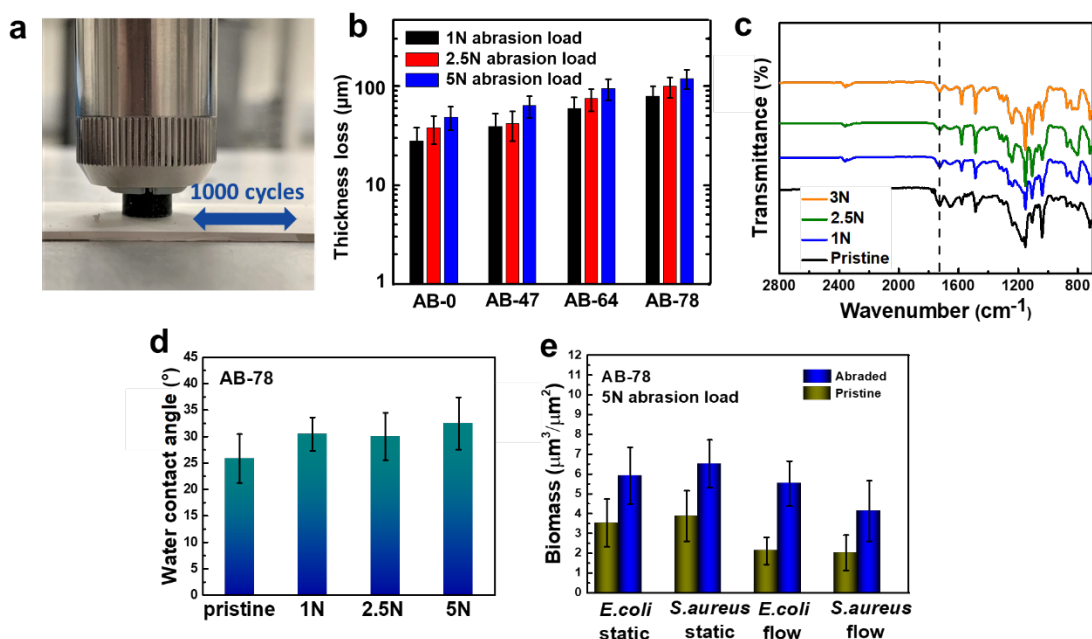 a
1000 cycles
b
Thickness loss (µm)
100
10
1
1N abrasion load
2.5N abrasion load
5N abrasion load
AB-0 AB-47 AB-64 AB-78
c
Transmittance (%)
3N
2.5N
1N
Pristine
2800 2400 2000 1600 1200 800
Wavenumber (cm⁻¹)
d
Water contact angle (°)
45
40
35
30
25
20
15
10
5
0
AB-78
pristine 1N 2.5N 5N
e
Biomass (µm³/µm²)
12
11
10
9
8
7
6
5
4
3
2
1
0
AB-78
5N abrasion load
Abraded
Pristine
E.coli S.aureus E.coli S.aureus
static static flow flow